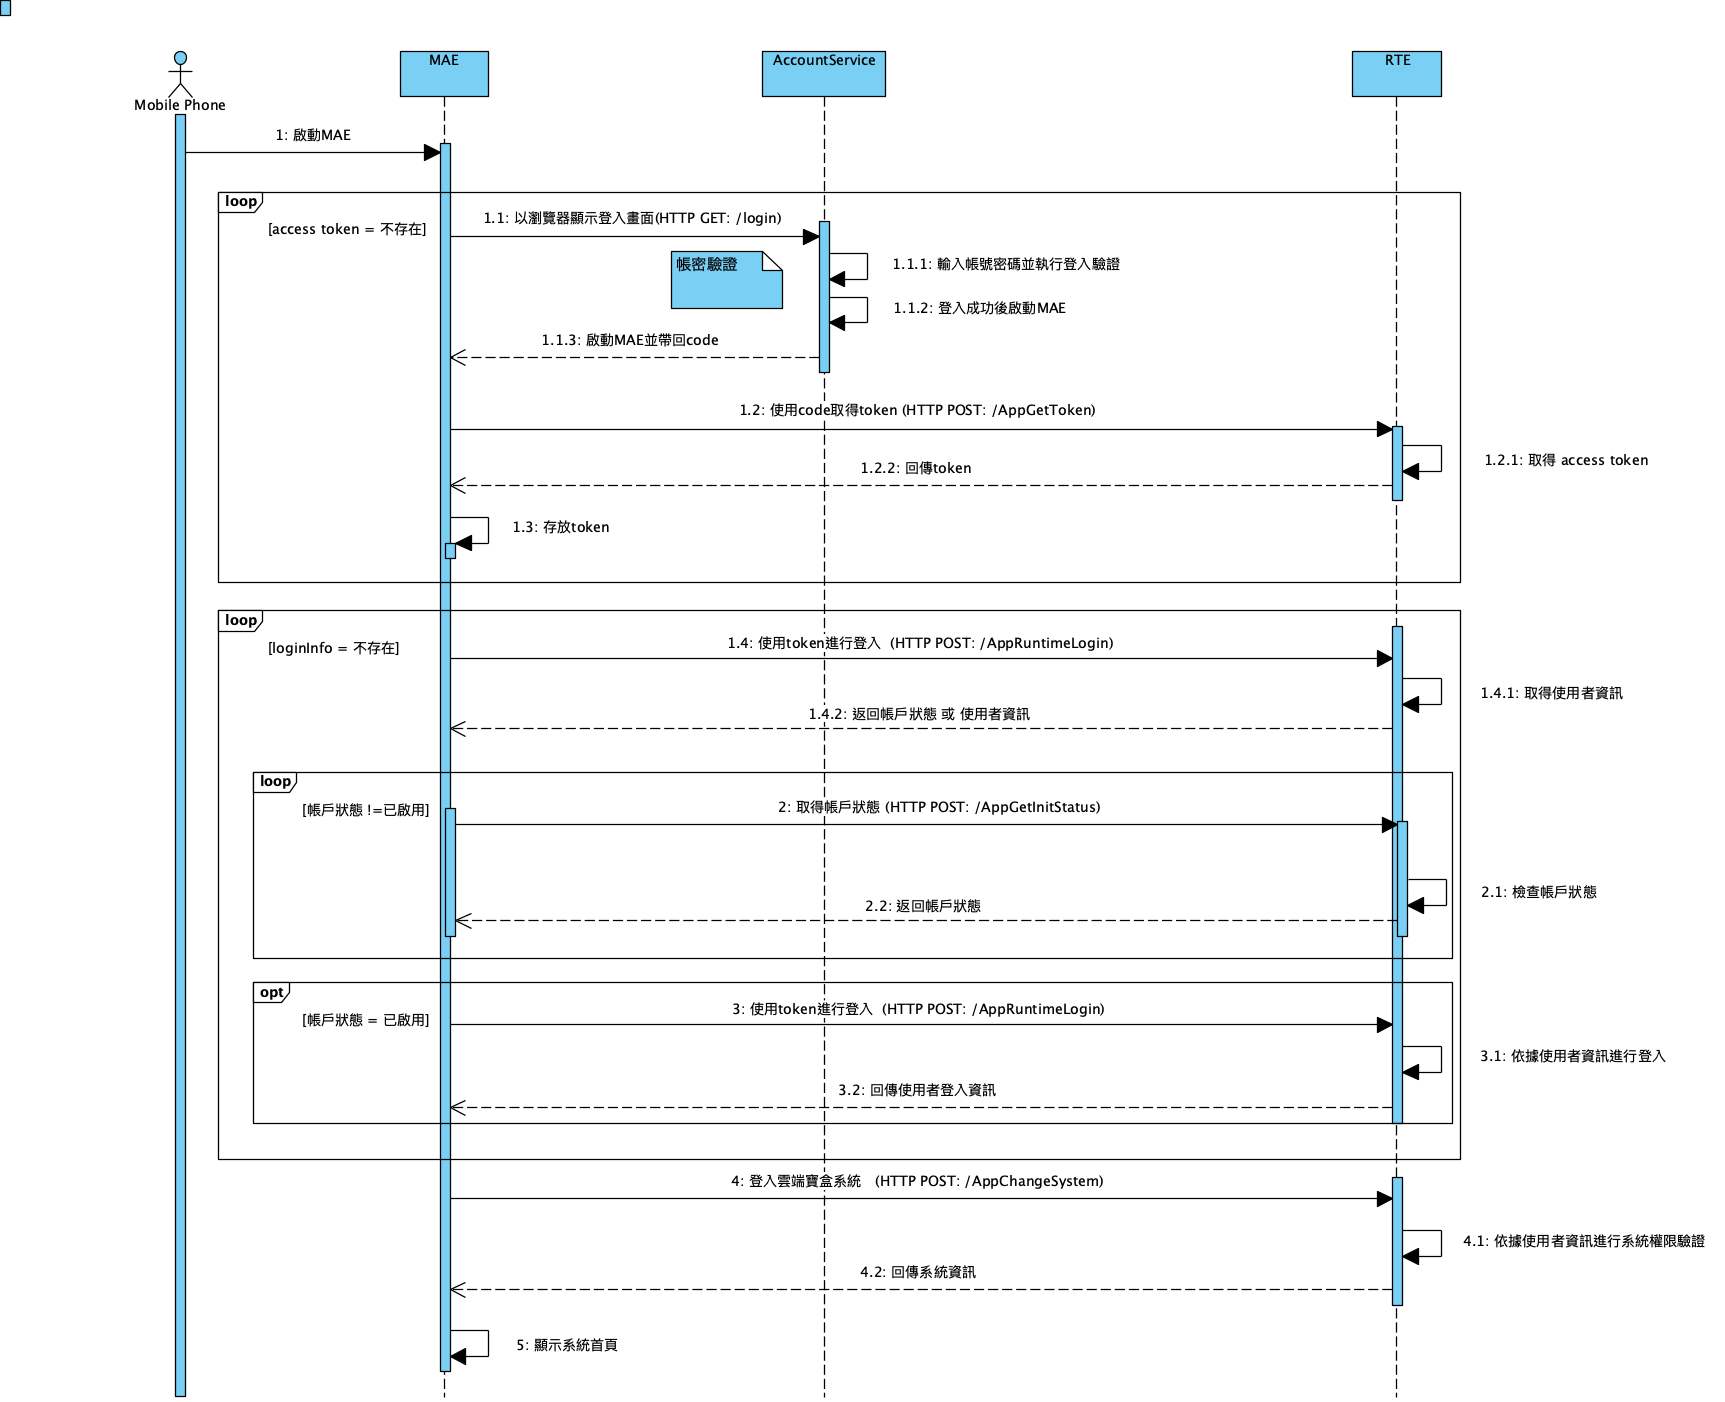 MAE
AccountService
RTE
Mobile Phone
1: 啟動MAE
loop
[access token = 不存在]
1.1: 以瀏覽器顯示登入畫面(HTTP GET: /login)
帳密驗證
1.1.1: 輸入帳號密碼並執行登入驗證
1.1.2: 登入成功後啟動MAE
1.1.3: 啟動MAE並帶回code
1.2: 使用code取得token (HTTP POST: /AppGetToken)
1.2.1: 取得 access token
1.2.2: 回傳token
1.3: 存放token
loop
[loginInfo = 不存在]
1.4: 使用token進行登入 (HTTP POST: /AppRuntimeLogin)
1.4.1: 取得使用者資訊
1.4.2: 返回帳戶狀態 或 使用者資訊
loop
[帳戶狀態 !=已啟用]
2: 取得帳戶狀態 (HTTP POST: /AppGetInitStatus)
2.1: 檢查帳戶狀態
2.2: 返回帳戶狀態
opt
[帳戶狀態 = 已啟用]
3: 使用token進行登入 (HTTP POST: /AppRuntimeLogin)
3.1: 依據使用者資訊進行登入
3.2: 回傳使用者登入資訊
4: 登入雲端寶盒系統 (HTTP POST: /AppChangeSystem)
4.1: 依據使用者資訊進行系統權限驗證
4.2: 回傳系統資訊
5: 顯示系統首頁